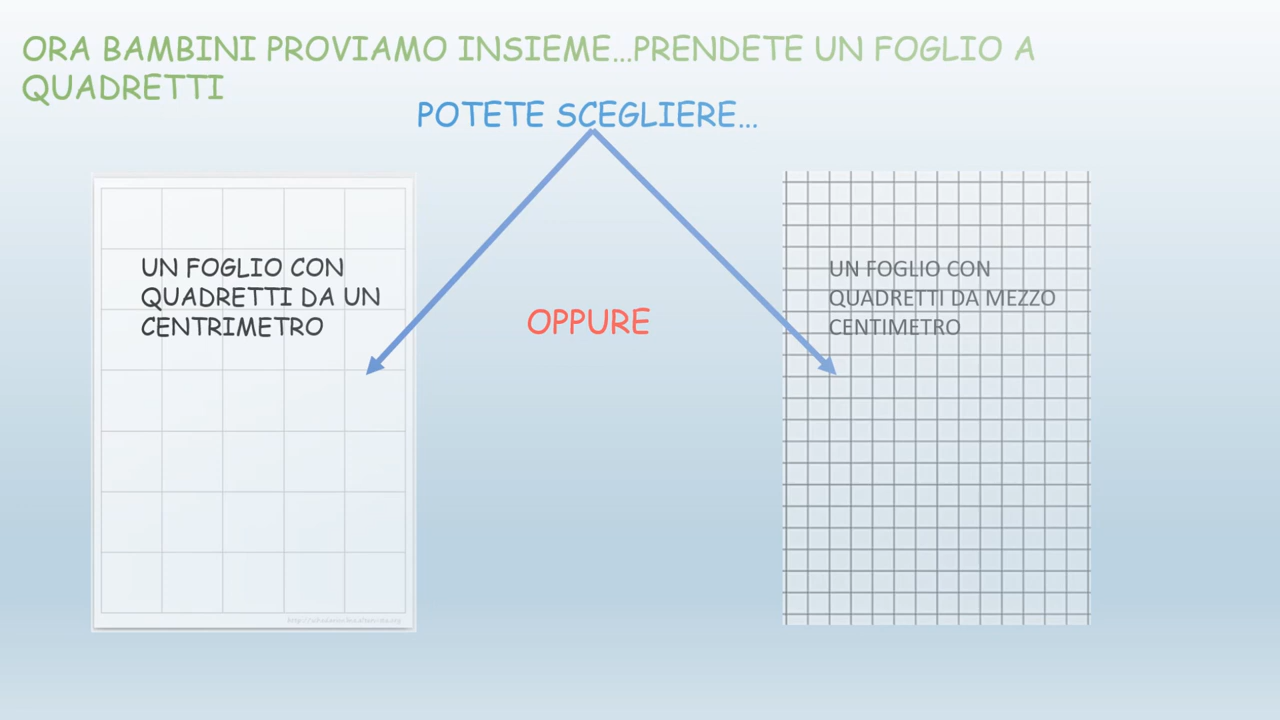 ORA BAMBINI PROVIAMO INSIEME...PRENDETE UN FOGLIO A
QUADRETTI
POTETE SCEGLIERE...
UN FOGLIO CON
QUADRETTI DA UN
CENTRIMETRO
OPPURE
UN FOGLIO CON
QUADRETTI DA MEZZO
CENTIMETRO